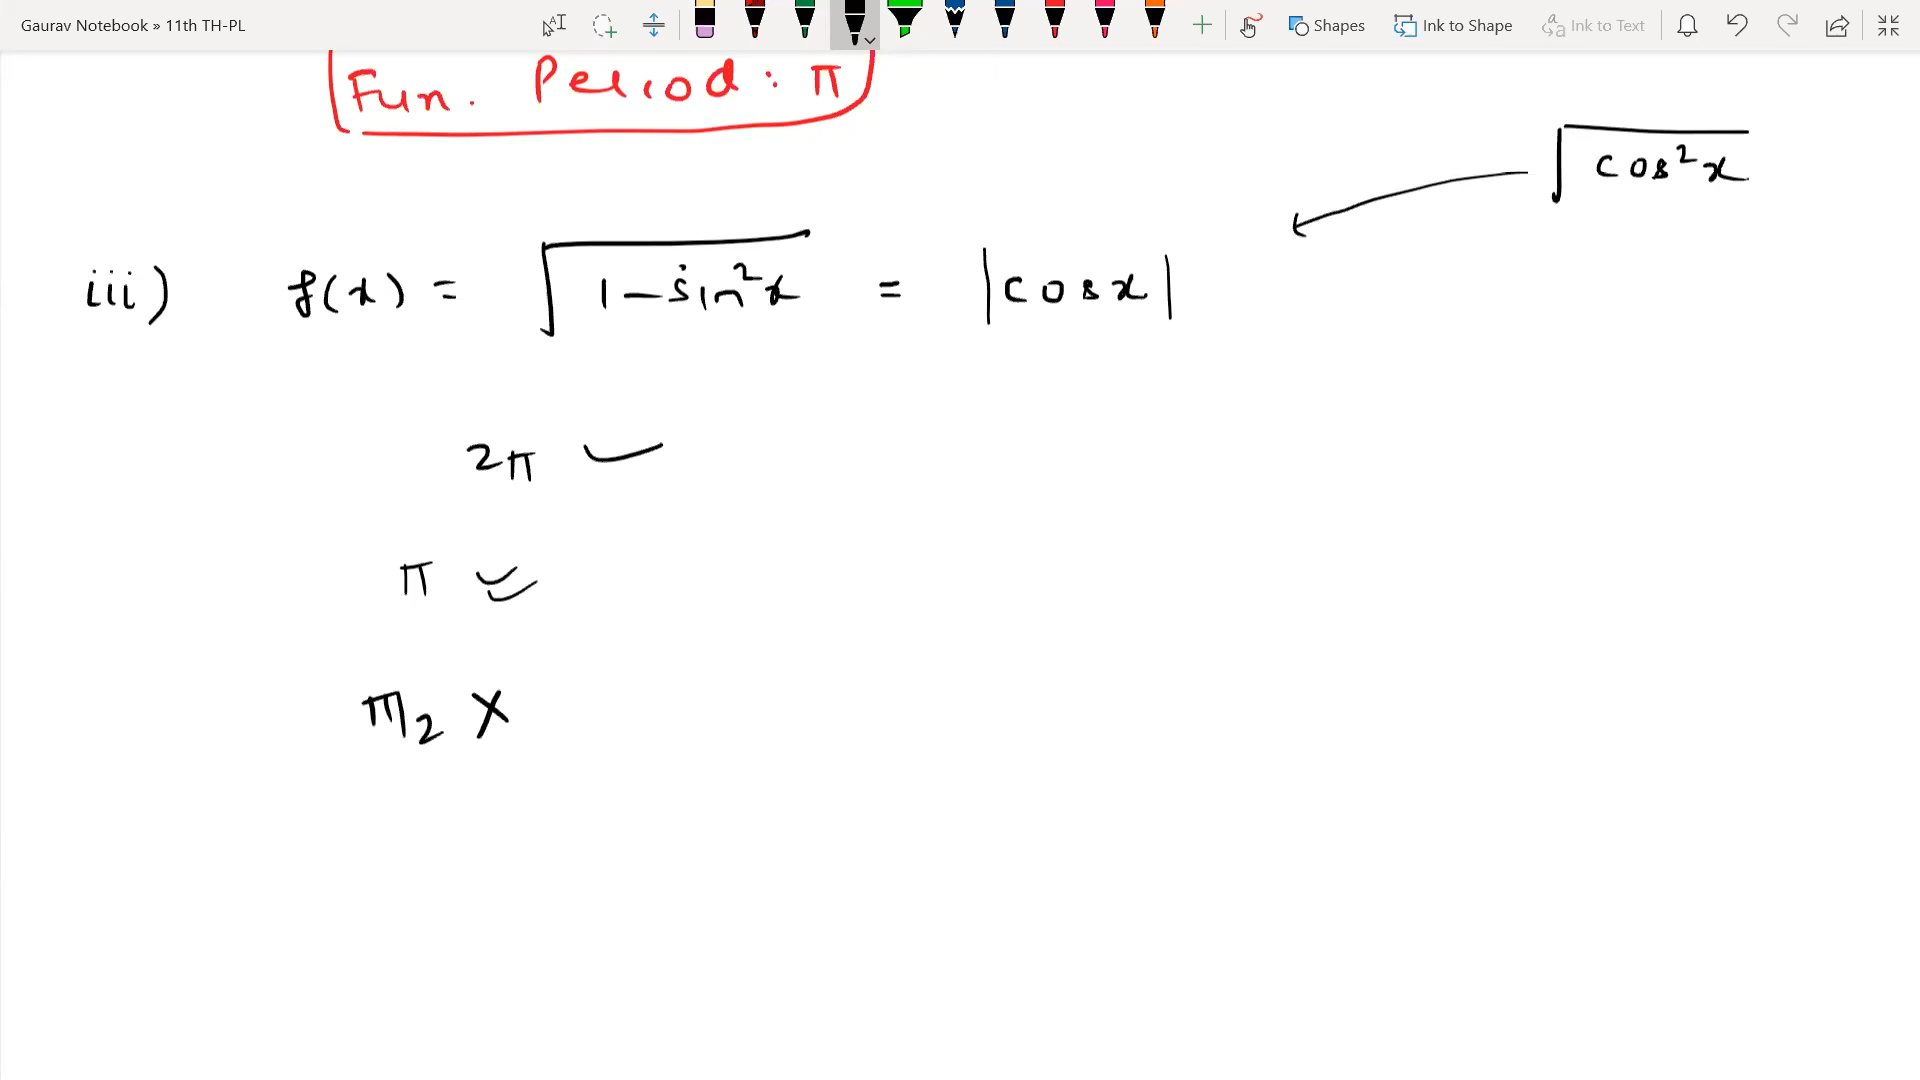 Gaurav Notebook » 11th TH-PL
Shapes
Ink to Shape
Ink to Text
Fun. Period : π
√cos²x
iii) f(x) = √1-sin²x = |cosx|
2π ✓
π ✓
π/2 X